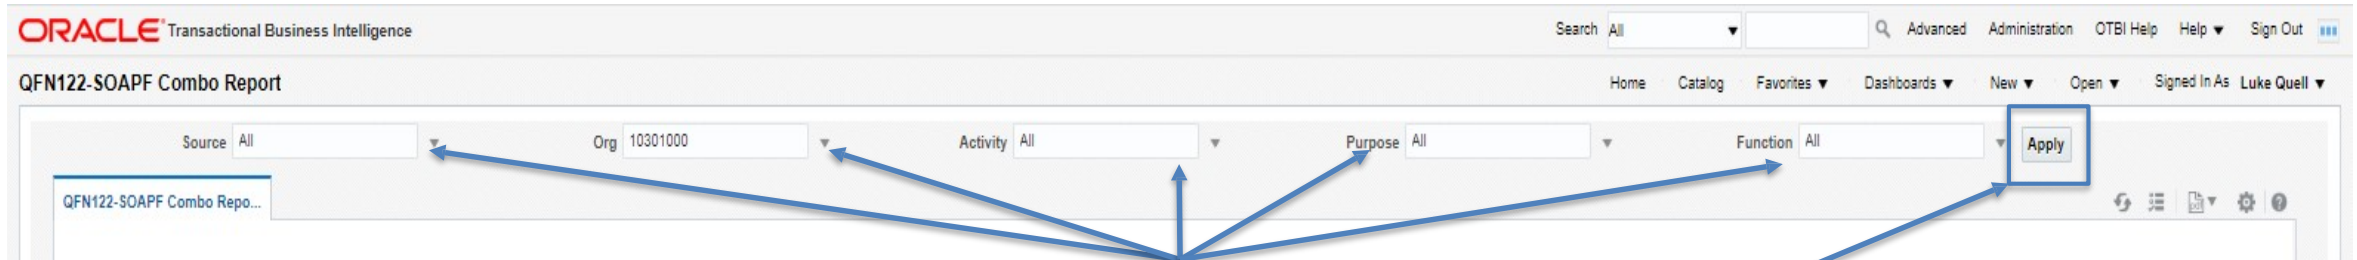 ORACLE Transactional Business Intelligence Search All Advanced Administration OTBI Help Help Sign Out
QFN122-SOAPF Combo Report Home Catalog Favorites Dashboards New Open Signed In As Luke Quell
Source All Org 10301000 Activity All Purpose All Function All Apply
QFN122-SOAPF Combo Repo...